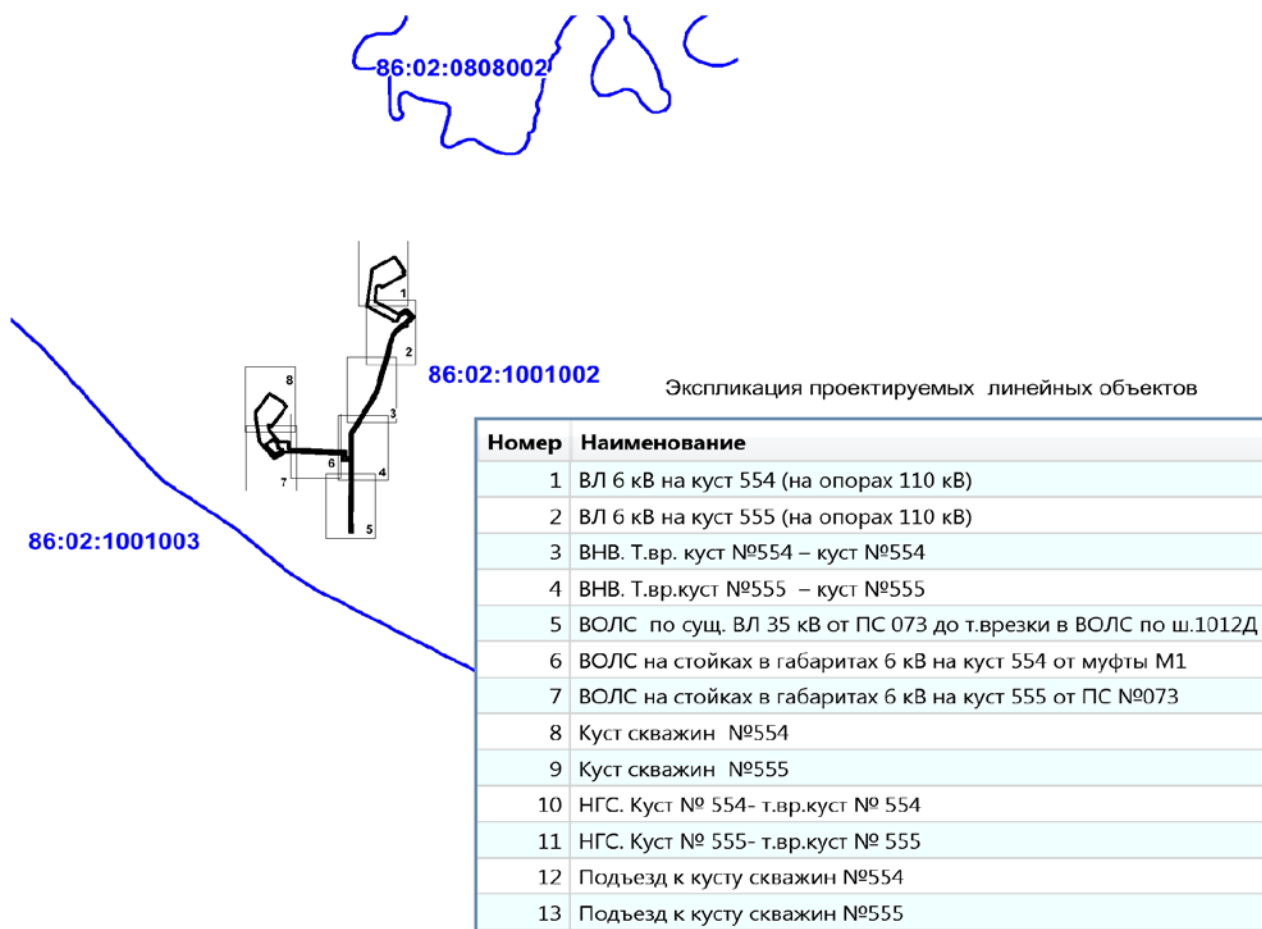 86:02:0808002
1
2
86:02:1001002
8
3
6
4
7
5
86:02:1001003
Экспликация проектируемых линейных объектов
Номер Наименование
1 ВЛ 6 кВ на куст 554 (на опорах 110 кВ)
2 ВЛ 6 кВ на куст 555 (на опорах 110 кВ)
3 ВНВ. Т.вр. куст №554 – куст №554
4 ВНВ. Т.вр.куст №555 – куст №555
5 ВОЛС по сущ. ВЛ 35 кВ от ПС 073 до т.врезки в ВОЛС по ш.1012Д
6 ВОЛС на стойках в габаритах 6 кВ на куст 554 от муфты М1
7 ВОЛС на стойках в габаритах 6 кВ на куст 555 от ПС №073
8 Куст скважин №554
9 Куст скважин №555
10 НГС. Куст № 554- т.вр.куст № 554
11 НГС. Куст № 555- т.вр.куст № 555
12 Подъезд к кусту скважин №554
13 Подъезд к кусту скважин №555